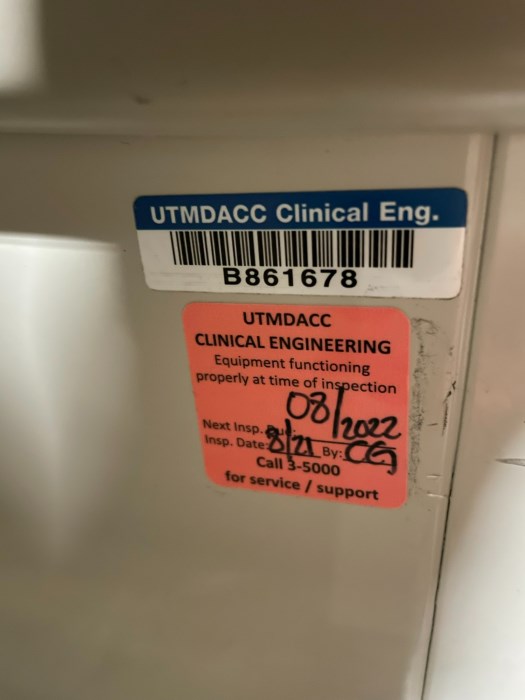 UTMDACC Clinical Eng.
B861678
UTMDACC
CLINICAL ENGINEERING
Equipment functioning
properly at time of inspection
Next Insp. Due: 08/2022
Insp. Date: 8/21 By: CG
Call 3-5000
for service / support